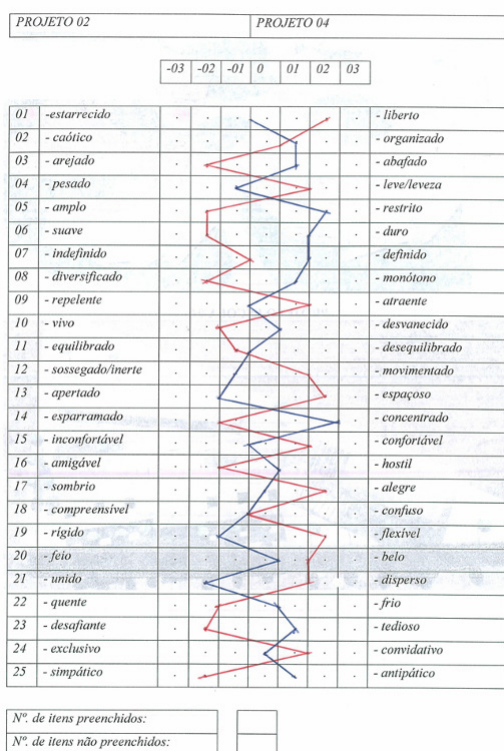 PROJETO 02 PROJETO 04
-03 -02 -01 0 01 02 03
01 -estarrecido - liberto
02 - caótico - organizado
03 - arejado - abafado
04 - pesado - leve/leveza
05 - amplo - restrito
06 - suave - duro
07 - indefinido - definido
08 - diversificado - monótono
09 - repelente - atraente
10 - vivo - desvanecido
11 - equilibrado - desequilibrado
12 - sossegado/inerte - movimentado
13 - apertado - espaçoso
14 - esparramado - concentrado
15 - inconfortável - confortável
16 - amigável - hostil
17 - sombrio - alegre
18 - compreensível - confuso
19 - rígido - flexível
20 - feio - belo
21 - unido - disperso
22 - quente - frio
23 - desafiante - tedioso
24 - exclusivo - convidativo
25 - simpático - antipático
Nº. de itens preenchidos:
Nº. de itens não preenchidos: